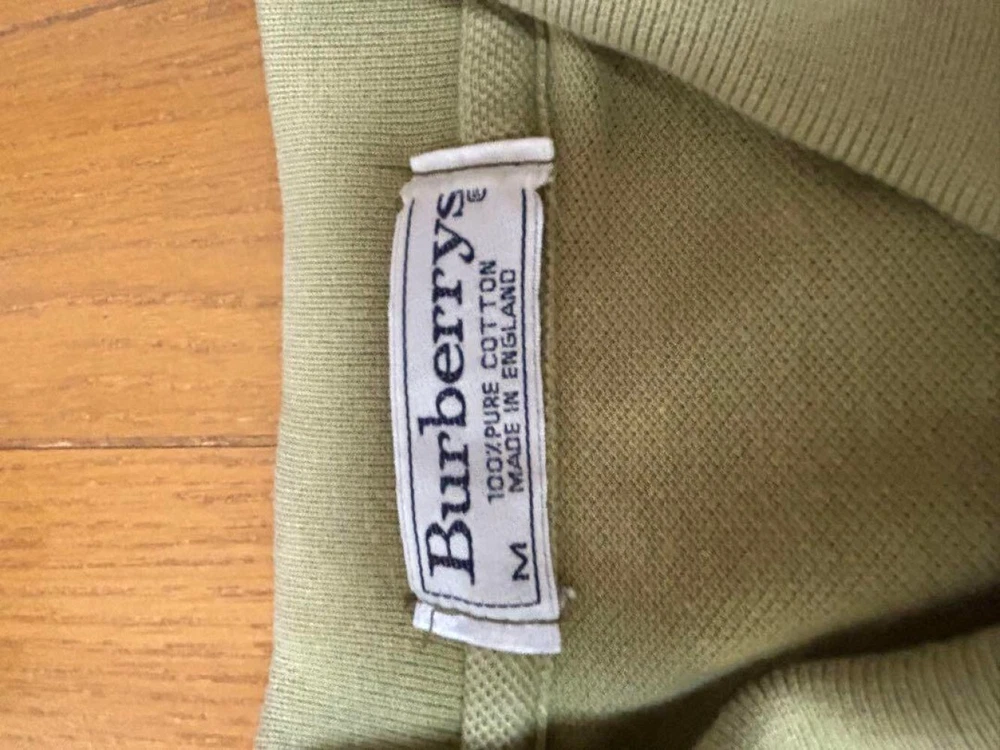 Burberrys®
100% PURE COTTON
MADE IN ENGLAND
M